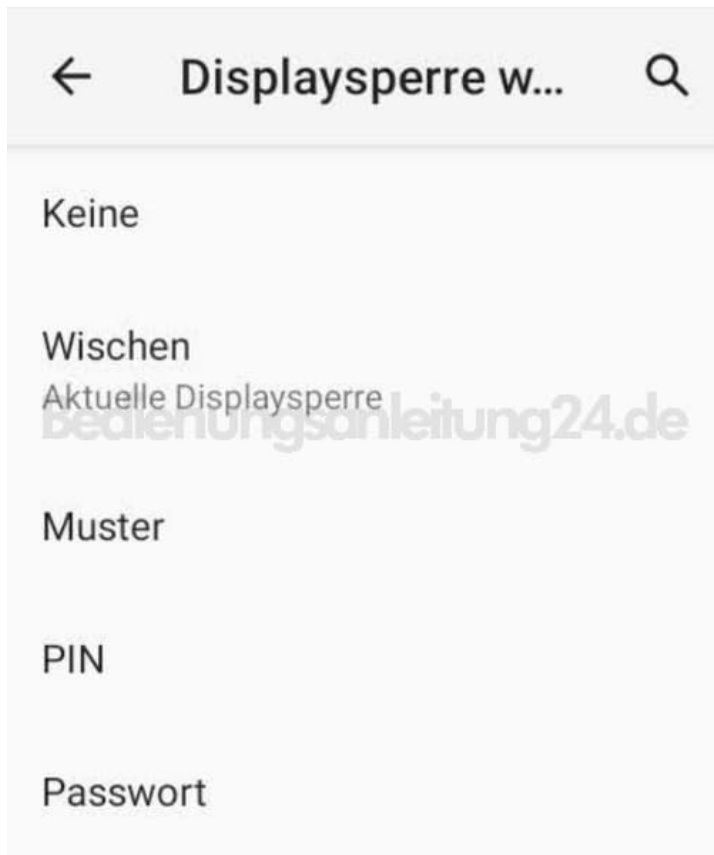 Displaysperre w...
Keine
Wischen
Aktuelle Displaysperre
Bedienungsanleitung24.de
Muster
PIN
Passwort